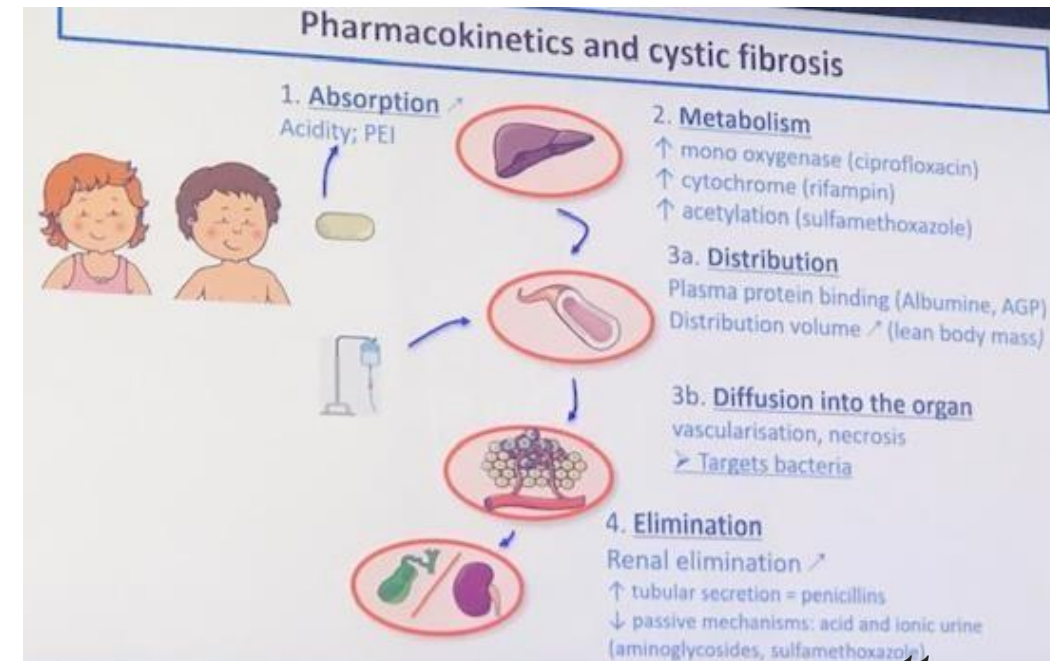 Pharmacokinetics and cystic fibrosis
1. Absorption ↗
Acidity; PEI
2. Metabolism
↑ mono oxygenase (ciprofloxacin)
↑ cytochrome (rifampin)
↑ acetylation (sulfamethoxazole)
3a. Distribution
Plasma protein binding (Albumine, AGP)
Distribution volume ↗ (lean body mass)
3b. Diffusion into the organ
vascularisation, necrosis
➢ Targets bacteria
4. Elimination
Renal elimination ↗
↑ tubular secretion = penicillins
↓ passive mechanisms: acid and ionic urine
(aminoglycosides, sulfamethoxazole)